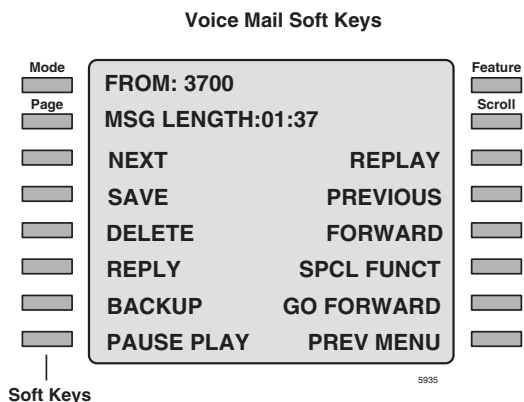 Voice Mail Soft Keys
Mode
Feature
FROM: 3700
Page
Scroll
MSG LENGTH:01:37
NEXT REPLAY
SAVE PREVIOUS
DELETE FORWARD
REPLY SPCL FUNCT
BACKUP GO FORWARD
PAUSE PLAY PREV MENU
5935
Soft Keys